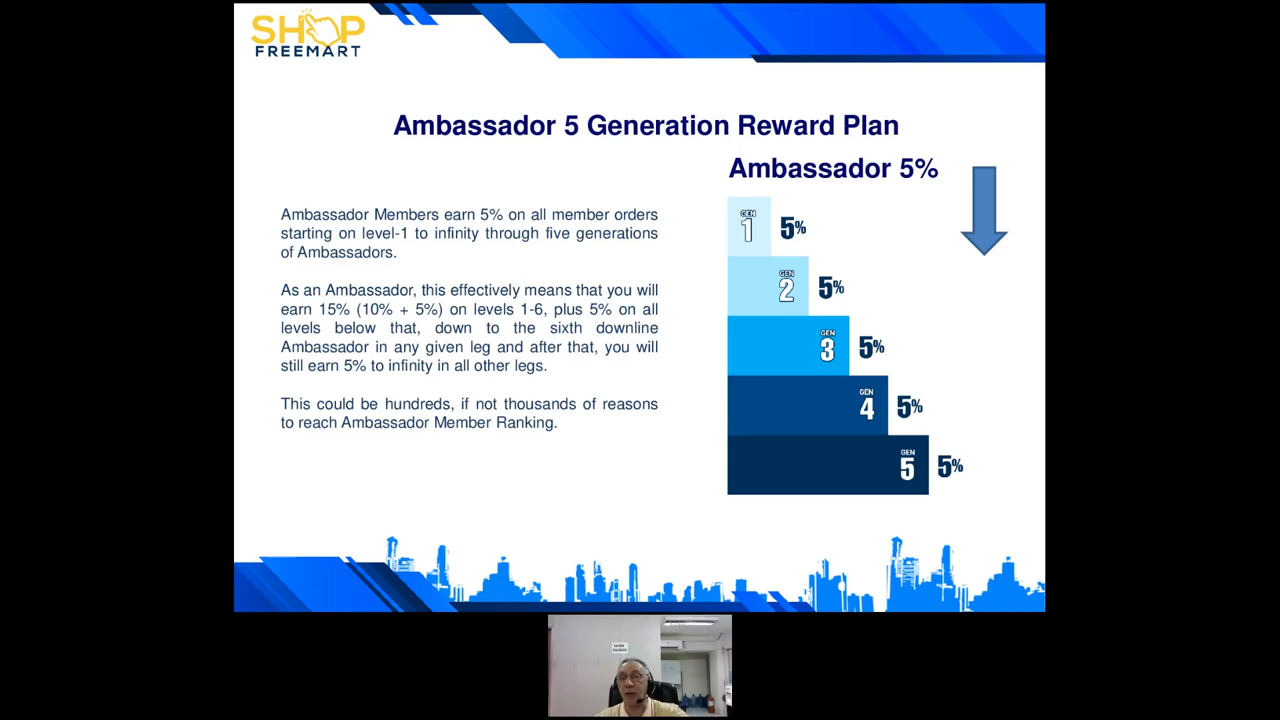 SHOP
FREEMART
Ambassador 5 Generation Reward Plan
Ambassador 5%
Ambassador Members earn 5% on all member orders
starting on level-1 to infinity through five generations
of Ambassadors.
As an Ambassador, this effectively means that you will
earn 15% (10% + 5%) on levels 1-6, plus 5% on all
levels below that, down to the sixth downline
Ambassador in any given leg and after that, you will
still earn 5% to infinity in all other legs.
This could be hundreds, if not thousands of reasons
to reach Ambassador Member Ranking.
GEN
1 5%
GEN
2 5%
GEN
3 5%
GEN
4 5%
GEN
5 5%